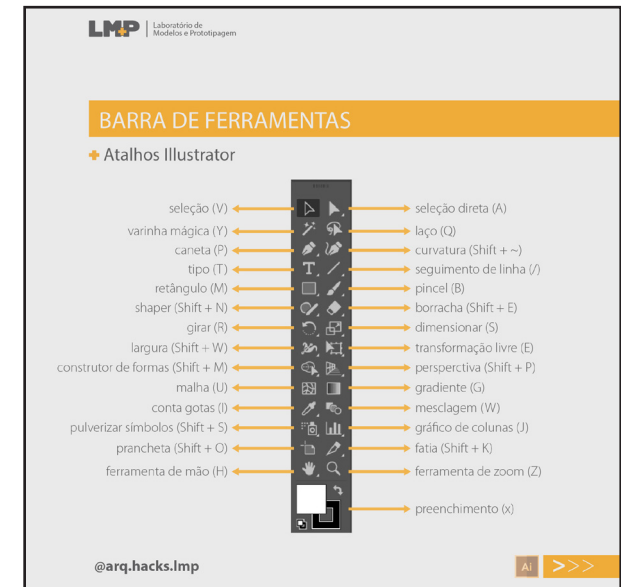 LMP
Laboratório de
Modelos e Prototipagem
BARRA DE FERRAMENTAS
+ Atalhos Illustrator
seleção (V)
seleção direta (A)
varinha mágica (Y)
laço (Q)
caneta (P)
curvatura (Shift + ~)
tipo (T)
seguimento de linha (/)
retângulo (M)
pincel (B)
shaper (Shift + N)
borracha (Shift + E)
girar (R)
dimensionar (S)
largura (Shift + W)
transformação livre (E)
construtor de formas (Shift + M)
persperctiva (Shift + P)
malha (U)
gradiente (G)
conta gotas (I)
mesclagem (W)
pulverizar símbolos (Shift + S)
gráfico de colunas (J)
prancheta (Shift + O)
fatia (Shift + K)
ferramenta de mão (H)
ferramenta de zoom (Z)
preenchimento (x)
@arq.hacks.lmp
Ai
>>>